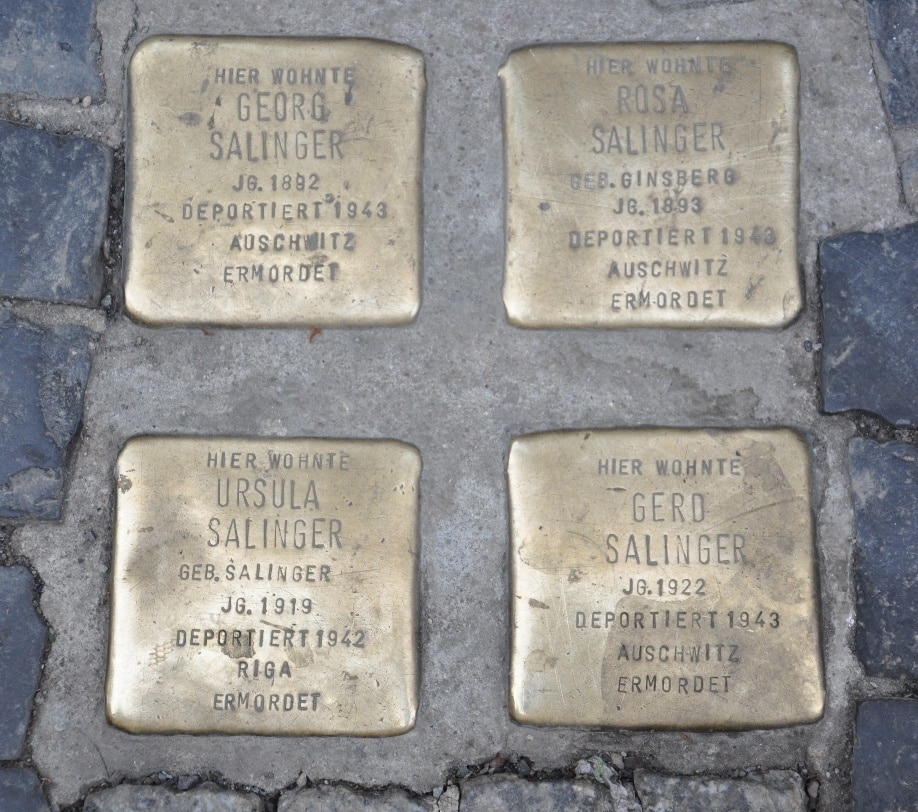 HIER WOHNTE
GEORG
SALINGER
JG. 1892
DEPORTIERT 1943
AUSCHWITZ
ERMORDET
HIER WOHNTE
ROSA
SALINGER
GEB. GINSBERG
JG. 1893
DEPORTIERT 1943
AUSCHWITZ
ERMORDET
HIER WOHNTE
URSULA
SALINGER
GEB. SALINGER
JG. 1919
DEPORTIERT 1942
RIGA
ERMORDET
HIER WOHNTE
GERD
SALINGER
JG. 1922
DEPORTIERT 1943
AUSCHWITZ
ERMORDET